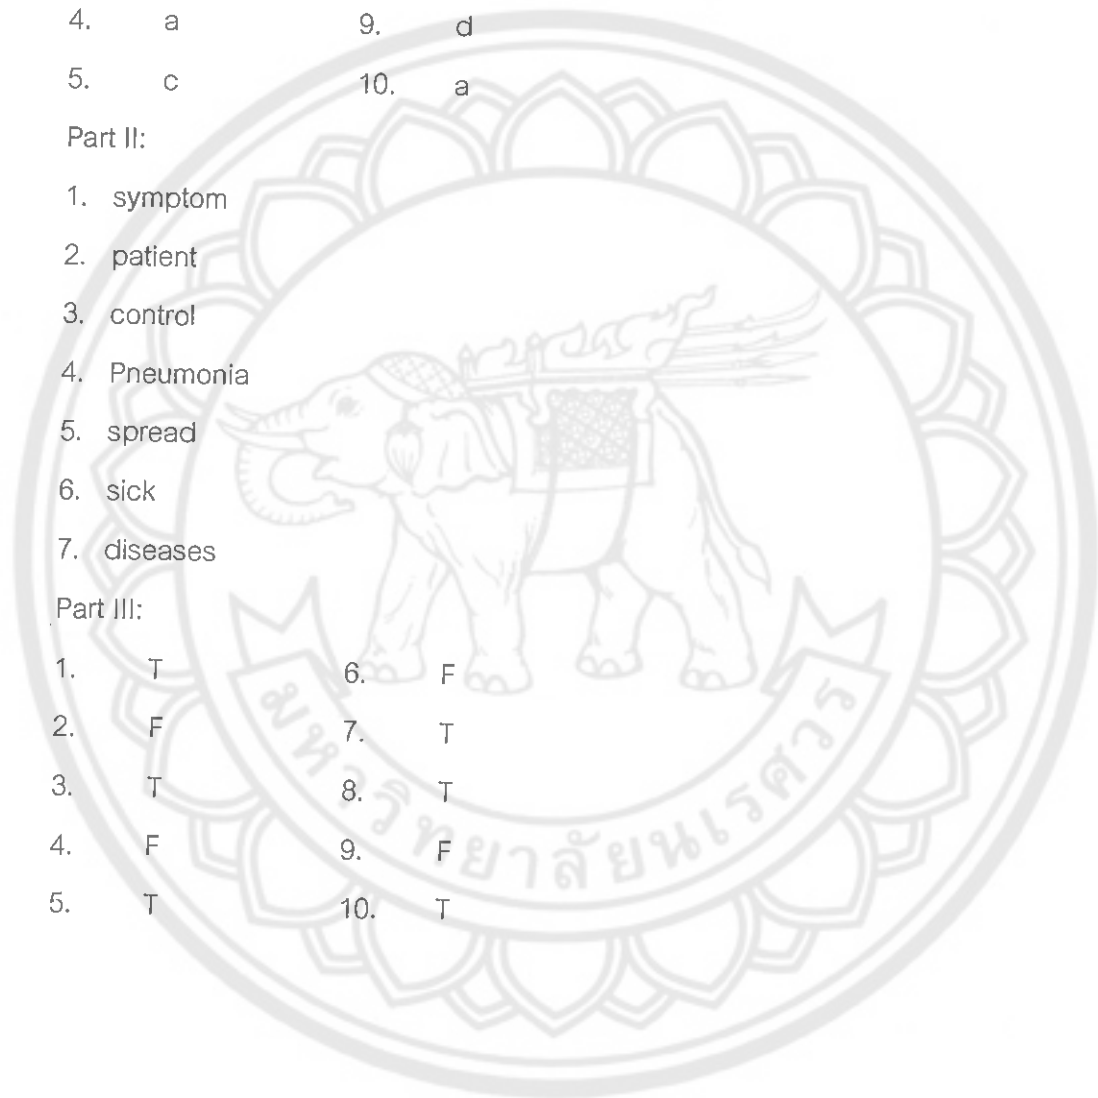 4. a 9. d
5. c 10. a
Part II:
1. symptom
2. patient
3. control
4. Pneumonia
5. spread
6. sick
7. diseases
Part III:
1. T 6. F
2. F 7. T
3. T 8. T
4. F 9. F
5. T 10. T
มหาวิทยาลัยนเรศวร